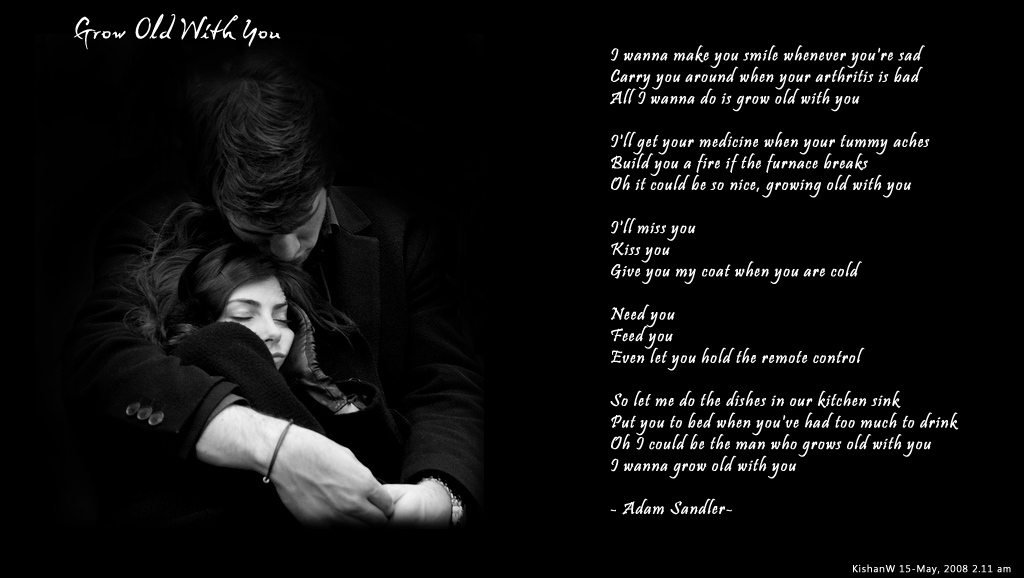 Grow Old With You
I wanna make you smile whenever you're sad
Carry you around when your arthritis is bad
All I wanna do is grow old with you
I'll get your medicine when your tummy aches
Build you a fire if the furnace breaks
Oh it could be so nice, growing old with you
I'll miss you
Kiss you
Give you my coat when you are cold
Need you
Feed you
Even let you hold the remote control
So let me do the dishes in our kitchen sink
Put you to bed when you've had too much to drink
Oh I could be the man who grows old with you
I wanna grow old with you
~ Adam Sandler~
KishanW 15-May, 2008 2.11 am